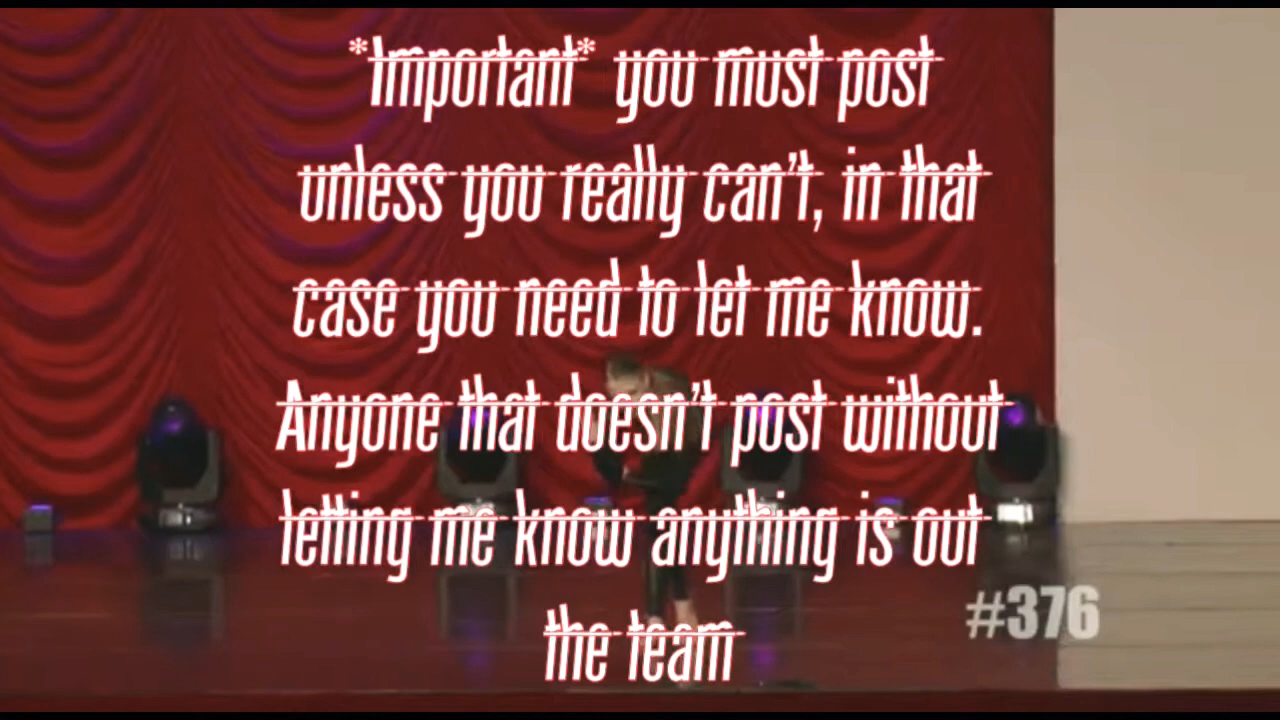 *Important* you must post
unless you really can't, in that
case you need to let me know.
Anyone that doesn't post without
letting me know anything is out
the team
#376